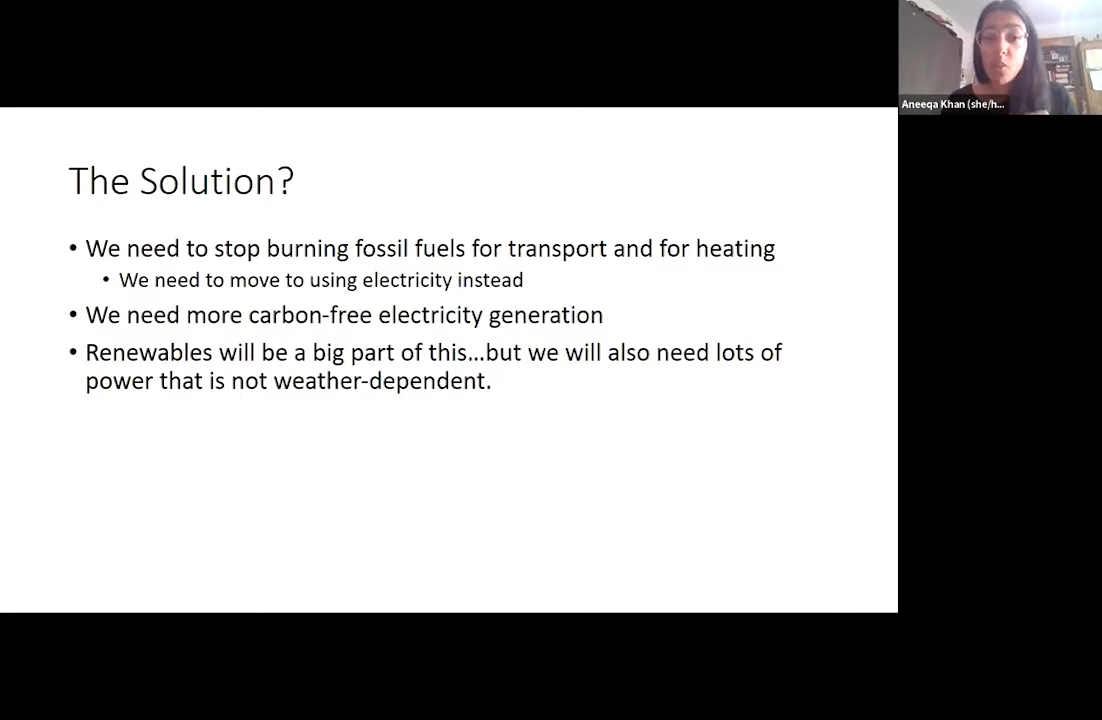 Aneeqa Khan (she/h...
The Solution?
• We need to stop burning fossil fuels for transport and for heating
• We need to move to using electricity instead
• We need more carbon-free electricity generation
• Renewables will be a big part of this...but we will also need lots of
power that is not weather-dependent.